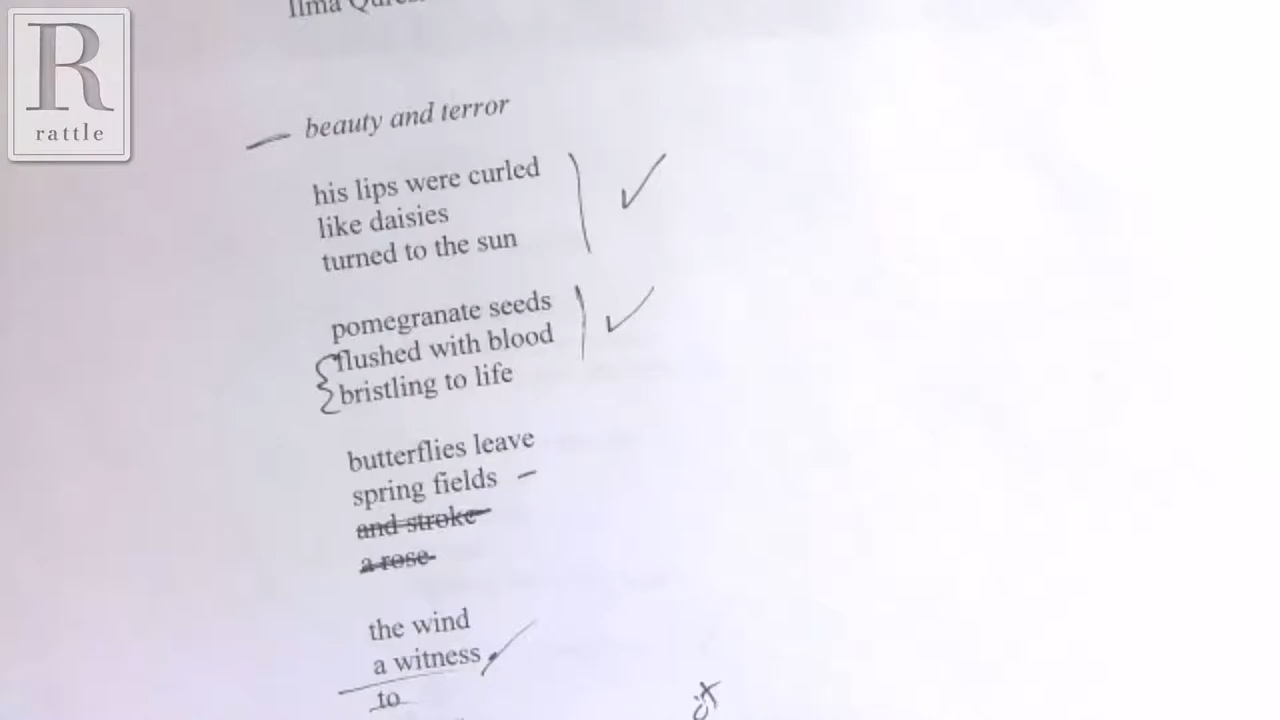 R
rattle
Ilma
beauty and terror
his lips were curled
like daisies
turned to the sun
pomegranate seeds
flushed with blood
bristling to life
butterflies leave
spring fields –
and stroke
a rose
the wind
a witness
to